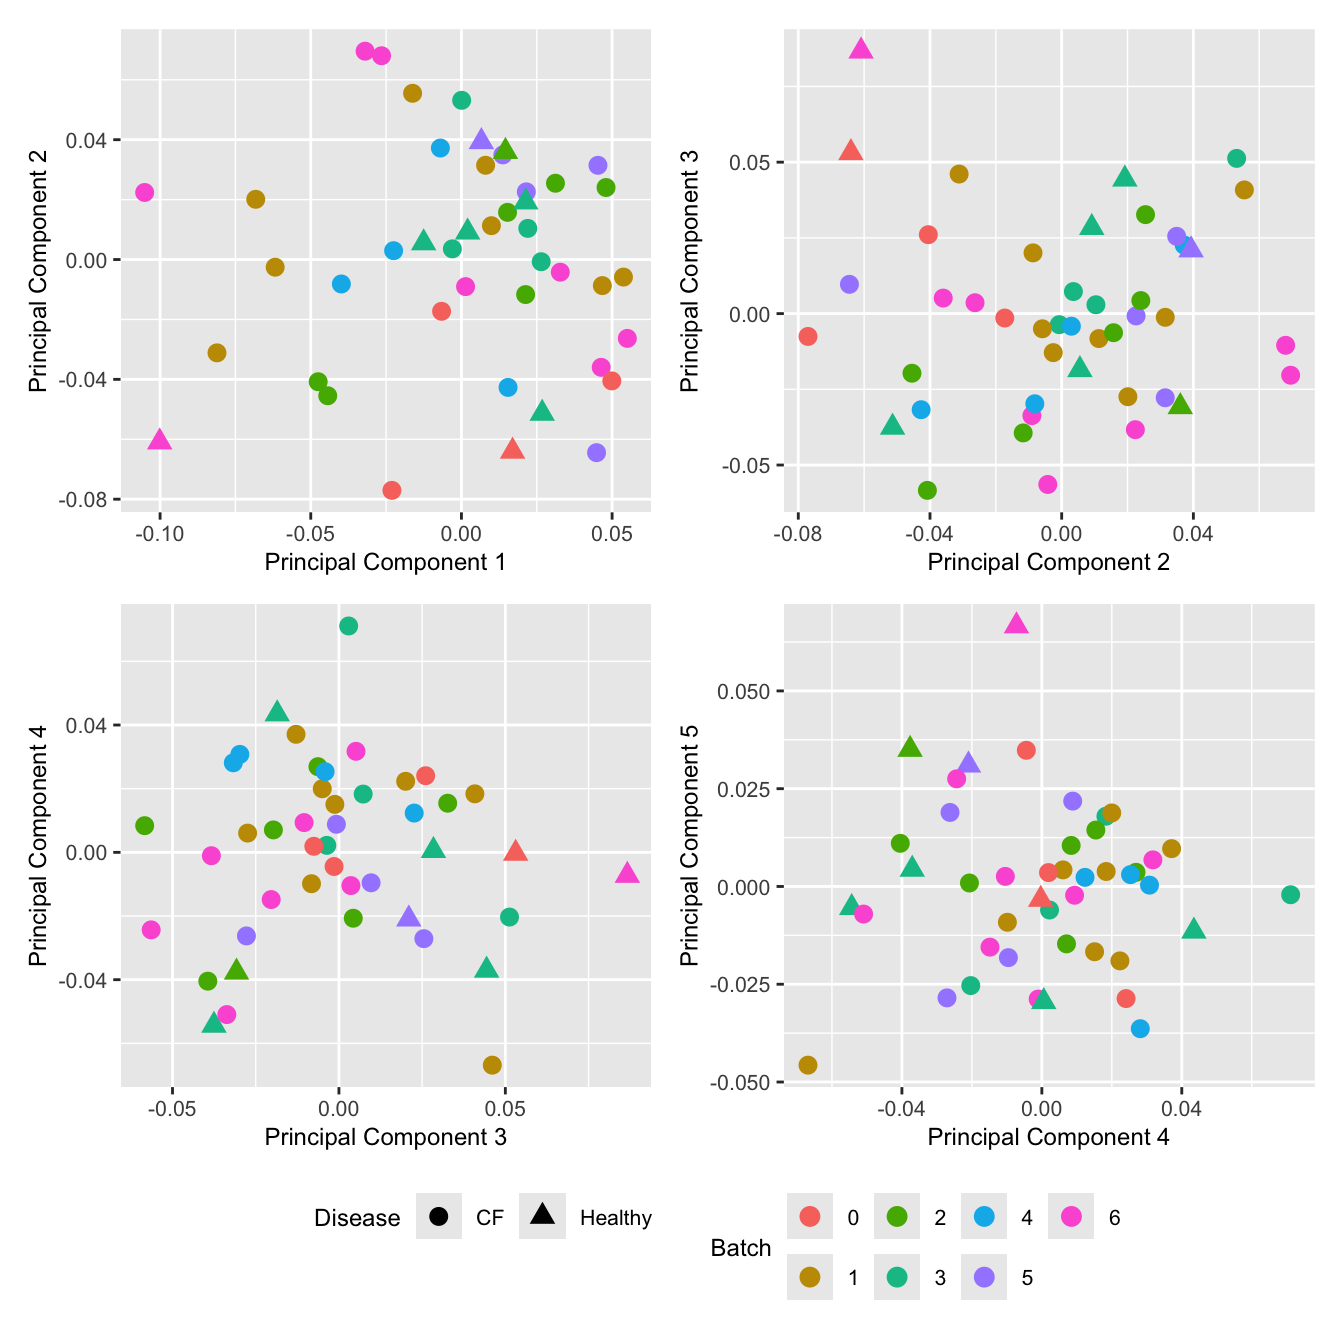 Principal Component 2
0.04
0.00
-0.04
-0.08
-0.10 -0.05 0.00 0.05
Principal Component 1
Principal Component 3
0.05
0.00
-0.05
-0.08 -0.04 0.00 0.04
Principal Component 2
Principal Component 4
0.04
0.00
-0.04
-0.05 0.00 0.05
Principal Component 3
Principal Component 5
0.050
0.025
0.000
-0.025
-0.050
-0.04 0.00 0.04
Principal Component 4
Disease CF Healthy
Batch
0 2 4 6
1 3 5